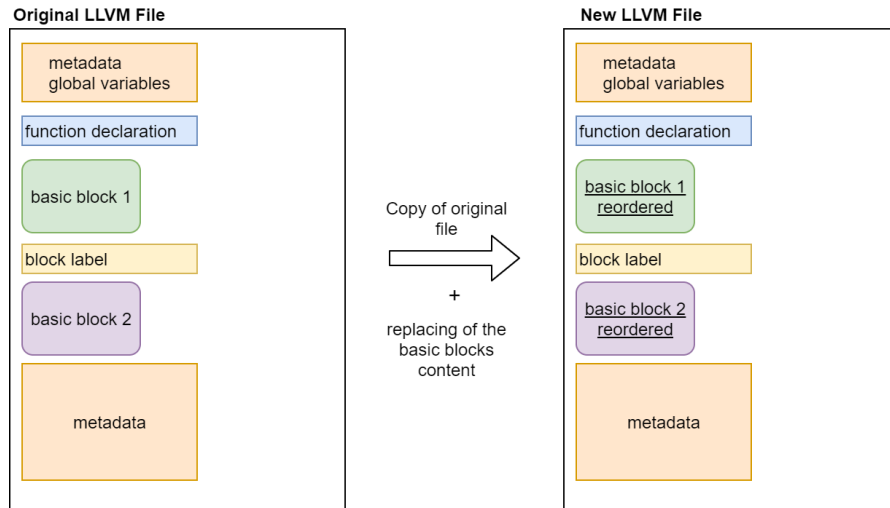 Original LLVM File
metadata
global variables
function declaration
basic block 1
block label
basic block 2
metadata
Copy of original
file
+
replacing of the
basic blocks
content
New LLVM File
metadata
global variables
function declaration
basic block 1
reordered
block label
basic block 2
reordered
metadata